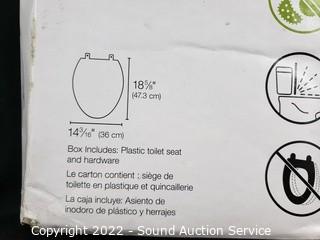 18⅝"
(47.3 cm)
14³⁄₁₆" (36 cm)
Box Includes: Plastic toilet seat
and hardware
Le carton contient ; siège de
toilette en plastique et quincaillerie
La caja incluye: Asiento de
inodoro de plástico y herrajes
Copyright 2022 - Sound Auction Service